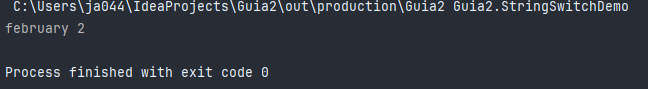 C:\Users\ja044\IdeaProjects\Guia2\out\production\Guia2 Guia2.StringSwitchDemo
february 2
Process finished with exit code 0